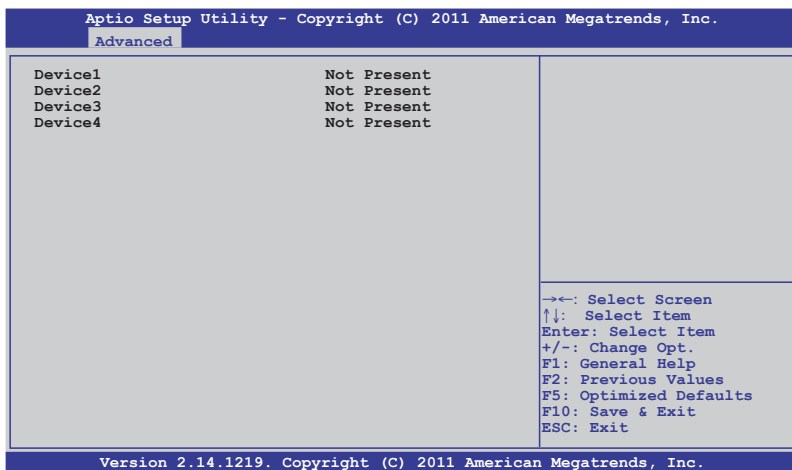 Aptio Setup Utility - Copyright (C) 2011 American Megatrends, Inc.
Advanced
Device1 Not Present
Device2 Not Present
Device3 Not Present
Device4 Not Present
→←: Select Screen
↑↓: Select Item
Enter: Select Item
+/-: Change Opt.
F1: General Help
F2: Previous Values
F5: Optimized Defaults
F10: Save & Exit
ESC: Exit
Version 2.14.1219. Copyright (C) 2011 American Megatrends, Inc.